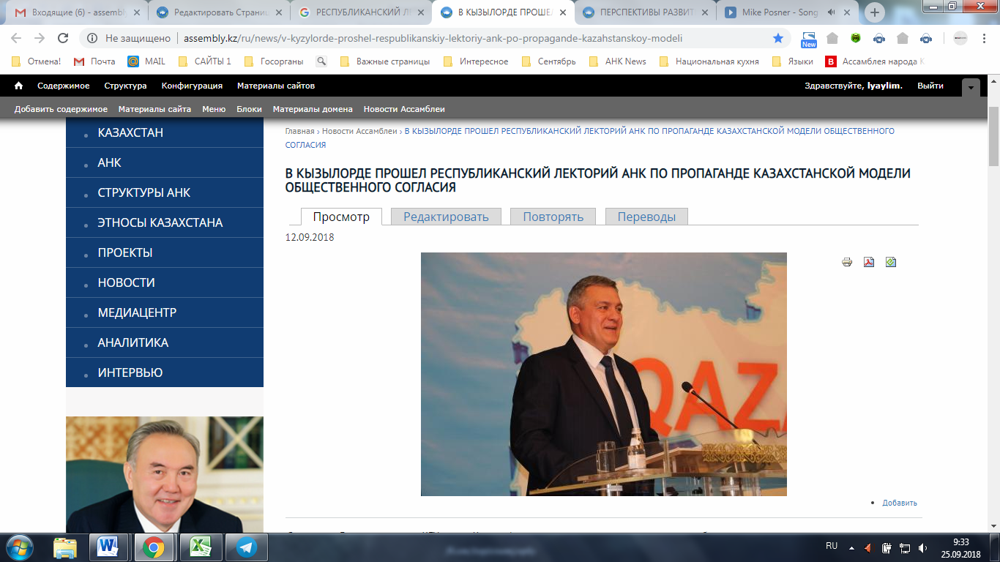 Входящие (6) - assembly
Редактировать Страниц
РЕСПУБЛИКАНСКИЙ ЛЕ
В КЫЗЫЛОРДЕ ПРОШЕЛ
ПЕРСПЕКТИВЫ РАЗВИТ
Mike Posner - Song
Не защищено
assembly.kz/ru/news/v-kyzylorde-proshel-respublikanskiy-lektoriy-ank-po-propagande-kazahstanskoy-modeli
New
Отмена!
Почта
MAIL
САЙТЫ 1
Госорганы
Важные страницы
Интересное
Сентябрь
АНК News
Национальная кухня
Языки
В Ассамблея народа К
Содержимое
Структура
Конфигурация
Материалы сайтов
Здравствуйте, lyaylim.
Выйти
Добавить содержимое
Материалы сайта
Меню
Блоки
Материалы домена
Новости Ассамблеи
КАЗАХСТАН
АНК
СТРУКТУРЫ АНК
ЭТНОСЫ КАЗАХСТАНА
ПРОЕКТЫ
НОВОСТИ
МЕДИАЦЕНТР
АНАЛИТИКА
ИНТЕРВЬЮ
Главная › Новости Ассамблеи › В КЫЗЫЛОРДЕ ПРОШЕЛ РЕСПУБЛИКАНСКИЙ ЛЕКТОРИЙ АНК ПО ПРОПАГАНДЕ КАЗАХСТАНСКОЙ МОДЕЛИ ОБЩЕСТВЕННОГО
СОГЛАСИЯ
В КЫЗЫЛОРДЕ ПРОШЕЛ РЕСПУБЛИКАНСКИЙ ЛЕКТОРИЙ АНК ПО ПРОПАГАНДЕ КАЗАХСТАНСКОЙ МОДЕЛИ
ОБЩЕСТВЕННОГО СОГЛАСИЯ
Просмотр
Редактировать
Повторять
Переводы
12.09.2018
QAZA
Добавить
RU
9:33
25.09.2018